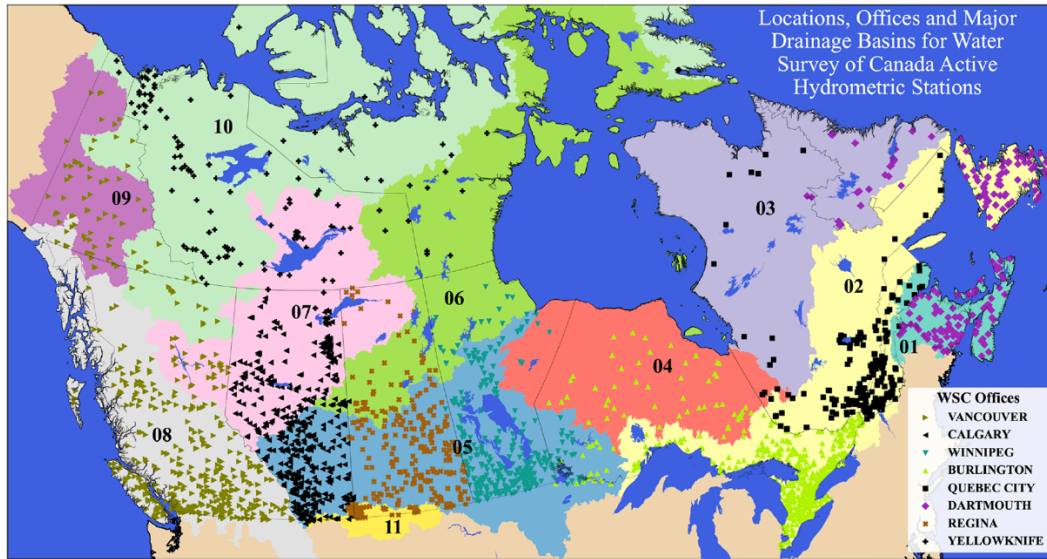 Locations, Offices and Major
Drainage Basins for Water
Survey of Canada Active
Hydrometric Stations
10
09
03
06
02
07
01
04
08
05
11
WSC Offices
VANCOUVER
CALGARY
WINNIPEG
BURLINGTON
QUEBEC CITY
DARTMOUTH
REGINA
YELLOWKNIFE